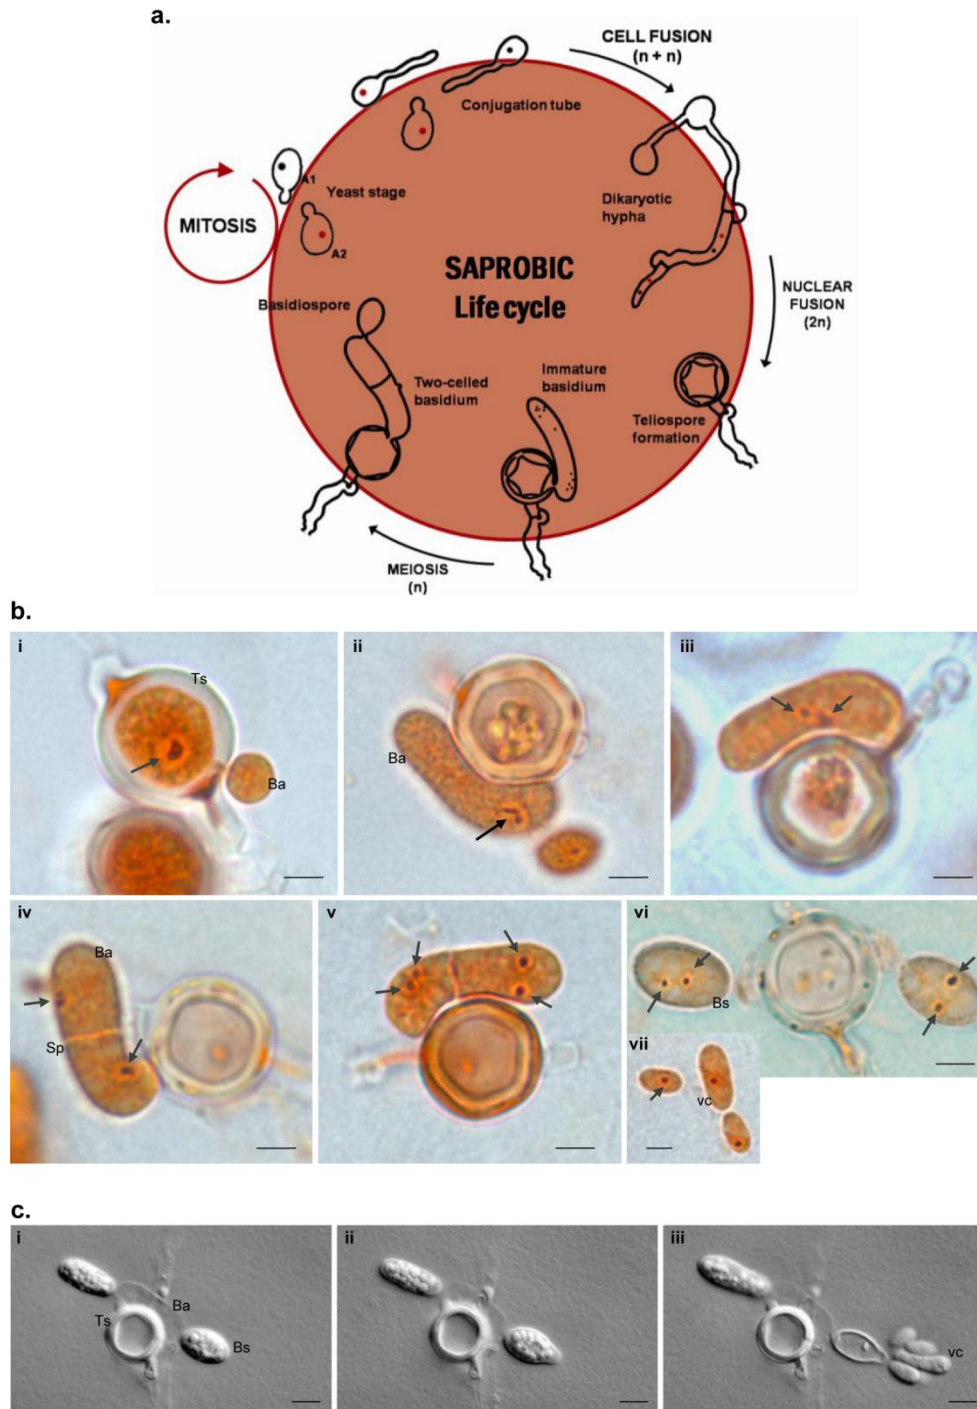 a.
CELL FUSION
(n + n)
Conjugation tube
A1
Yeast stage
MITOSIS
Dikaryotic
hypha
A2
SAPROBIC
Life cycle
NUCLEAR
FUSION
(2n)
Basidiospore
Two-celled
basidium
Immature
basidium
Teliospore
formation
MEIOSIS
(n)
b.
i
Ts
Ba
ii
Ba
iii
iv
Ba
Sp
v
vi
Bs
vii
vc
c.
i
Ts
Ba
Bs
ii
iii
vc